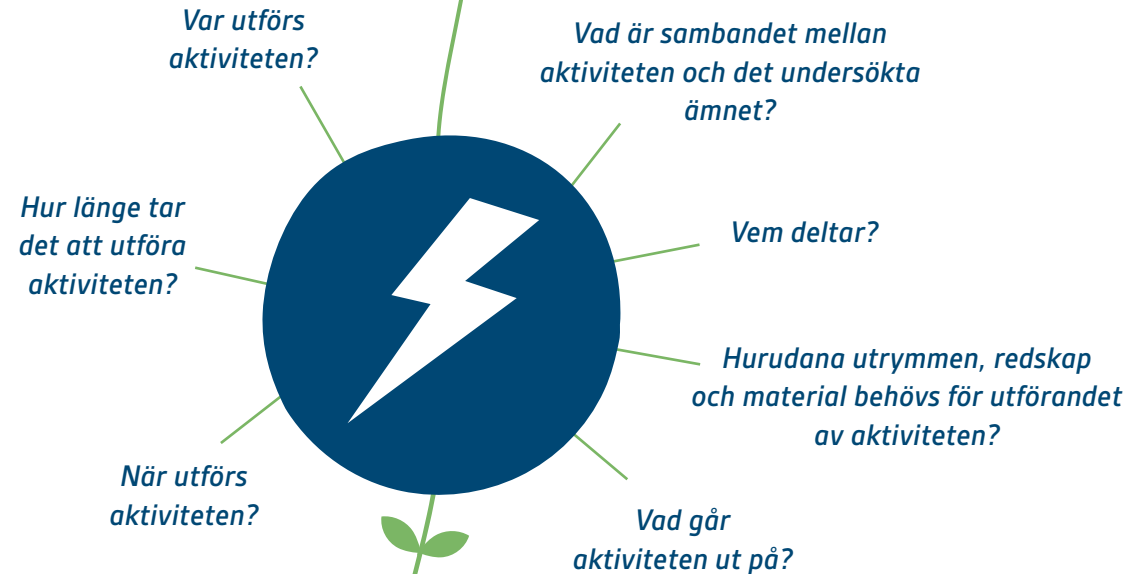 Var utförs
aktiviteten?
Vad är sambandet mellan
aktiviteten och det undersökta
ämnet?
Hur länge tar
det att utföra
aktiviteten?
Vem deltar?
Hurudana utrymmen, redskap
och material behövs för utförandet
av aktiviteten?
När utförs
aktiviteten?
Vad går
aktiviteten ut på?